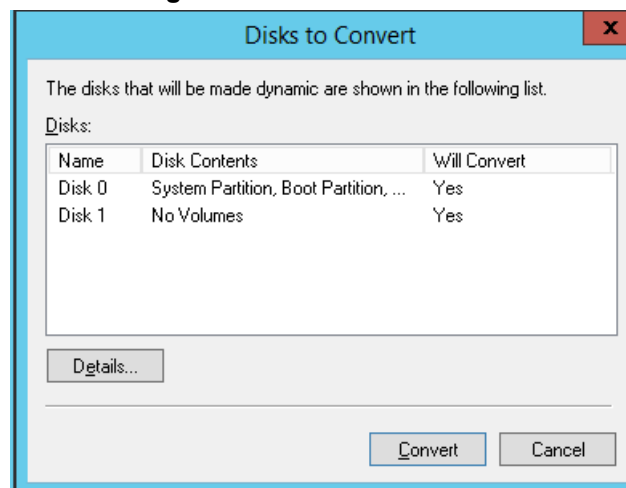 Disks to Convert
x
The disks that will be made dynamic are shown in the following list.
Disks:
Name Disk Contents Will Convert
Disk 0 System Partition, Boot Partition, ... Yes
Disk 1 No Volumes Yes
Details...
Convert Cancel